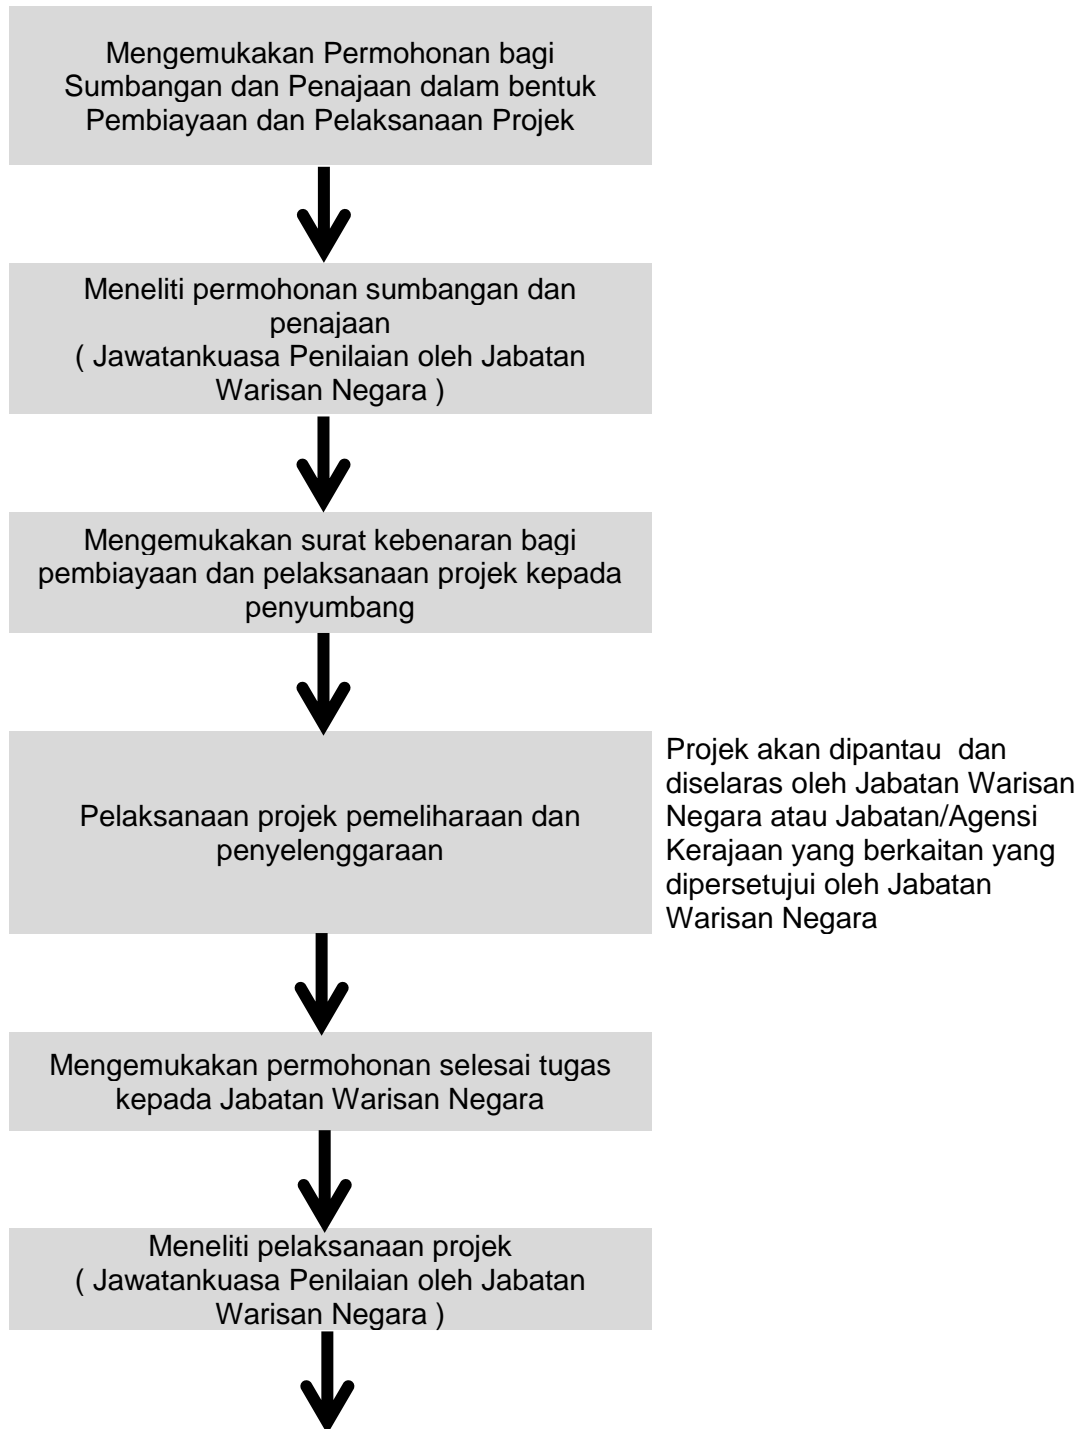 Mengemukakan Permohonan bagi
Sumbangan dan Penajaan dalam bentuk
Pembiayaan dan Pelaksanaan Projek
Meneliti permohonan sumbangan dan
penajaan
( Jawatankuasa Penilaian oleh Jabatan
Warisan Negara )
Mengemukakan surat kebenaran bagi
pembiayaan dan pelaksanaan projek kepada
penyumbang
Pelaksanaan projek pemeliharaan dan
penyelenggaraan
Projek akan dipantau dan
diselaras oleh Jabatan Warisan
Negara atau Jabatan/Agensi
Kerajaan yang berkaitan yang
dipersetujui oleh Jabatan
Warisan Negara
Mengemukakan permohonan selesai tugas
kepada Jabatan Warisan Negara
Meneliti pelaksanaan projek
( Jawatankuasa Penilaian oleh Jabatan
Warisan Negara )